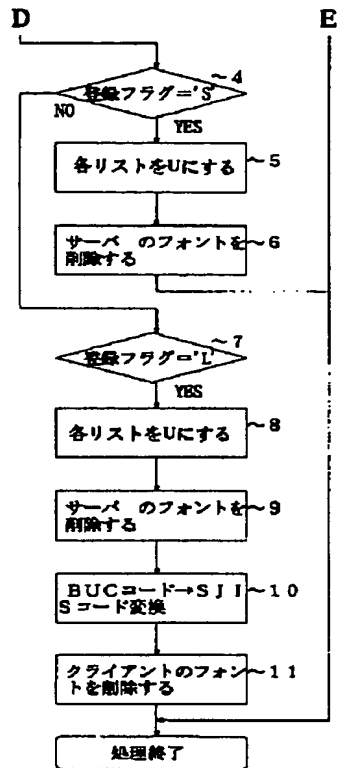 D E
登録フラグ='S' ~4
NO
YES
各リストをUにする ~5
サーバ のフォントを ~6
削除する
登録フラグ='L' ~7
YES
各リストをUにする ~8
サーバ のフォントを ~9
削除する
BUCコード→SJI ~10
Sコード変換
クライアントのフォン ~11
トを削除する
処理終了